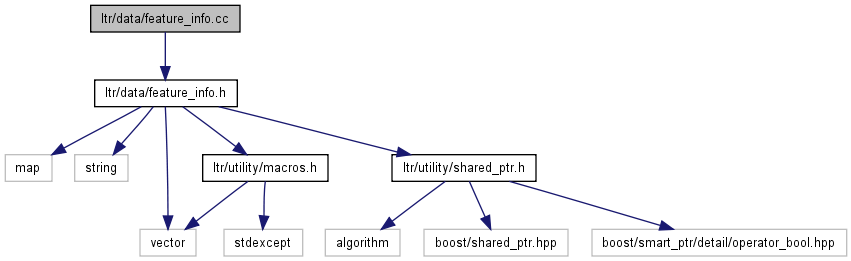 ltr/data/feature_info.cc
ltr/data/feature_info.h
map
string
ltr/utility/macros.h
ltr/utility/shared_ptr.h
vector
stdexcept
algorithm
boost/shared_ptr.hpp
boost/smart_ptr/detail/operator_bool.hpp